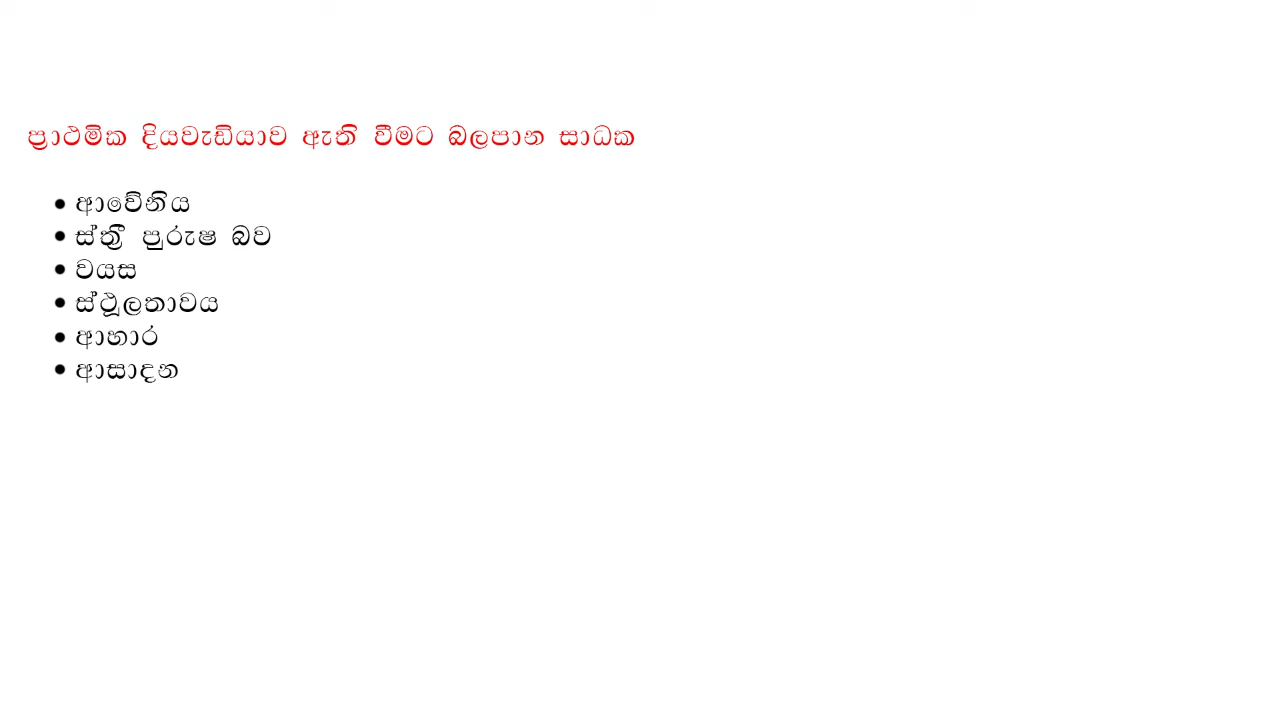 ප්‍රාථමික දියවැඩියාව ඇති වීමට බලපාන සාධක
• ආවේනිය
• ස්ත්‍රී පුරුෂ බව
• වයස
• ස්ථූලතාවය
• ආහාර
• ආසාදන